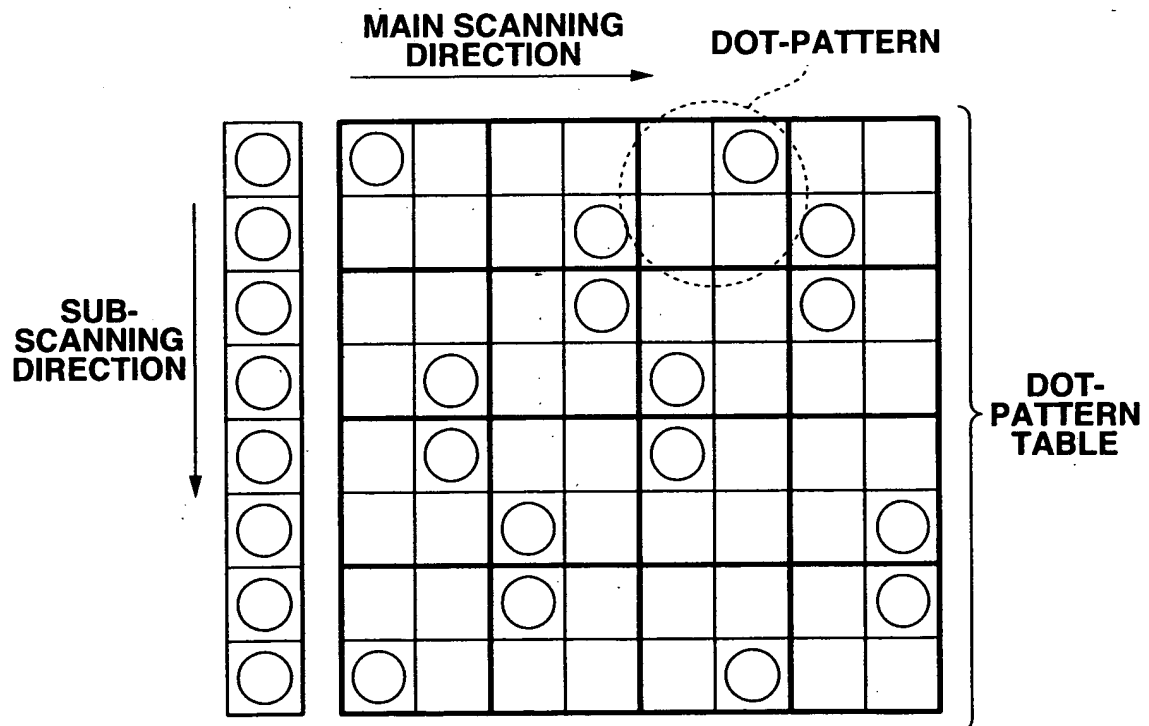 MAIN SCANNING
DIRECTION
DOT-PATTERN
SUB-
SCANNING
DIRECTION
DOT-
PATTERN
TABLE